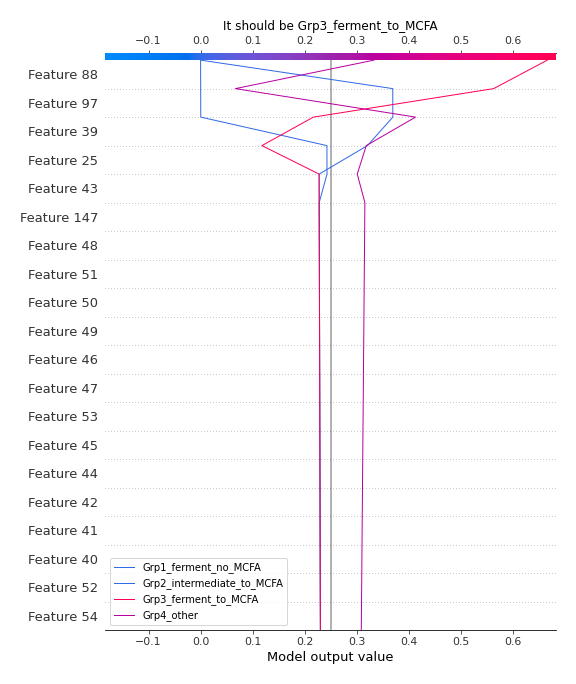 It should be Grp3_ferment_to_MCFA
−0.1 0.0 0.1 0.2 0.3 0.4 0.5 0.6
Feature 88
Feature 97
Feature 39
Feature 25
Feature 43
Feature 147
Feature 48
Feature 51
Feature 50
Feature 49
Feature 46
Feature 47
Feature 53
Feature 45
Feature 44
Feature 42
Feature 41
Feature 40
Feature 52
Feature 54
Grp1_ferment_no_MCFA
Grp2_intermediate_to_MCFA
Grp3_ferment_to_MCFA
Grp4_other
−0.1 0.0 0.1 0.2 0.3 0.4 0.5 0.6
Model output value